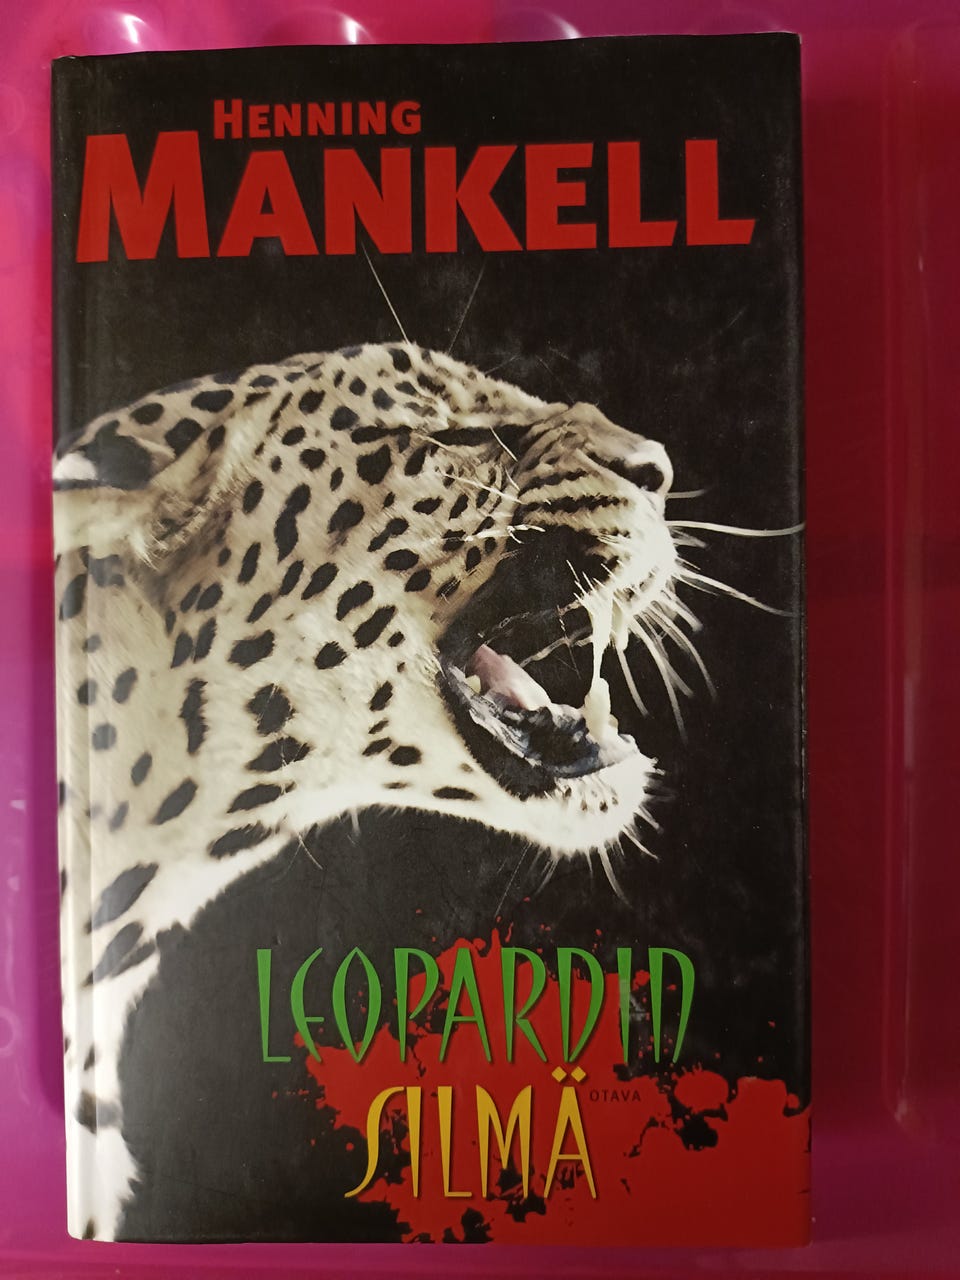 HENNING
MANKELL
LEOPARDIN
SILMÄ
OTAVA